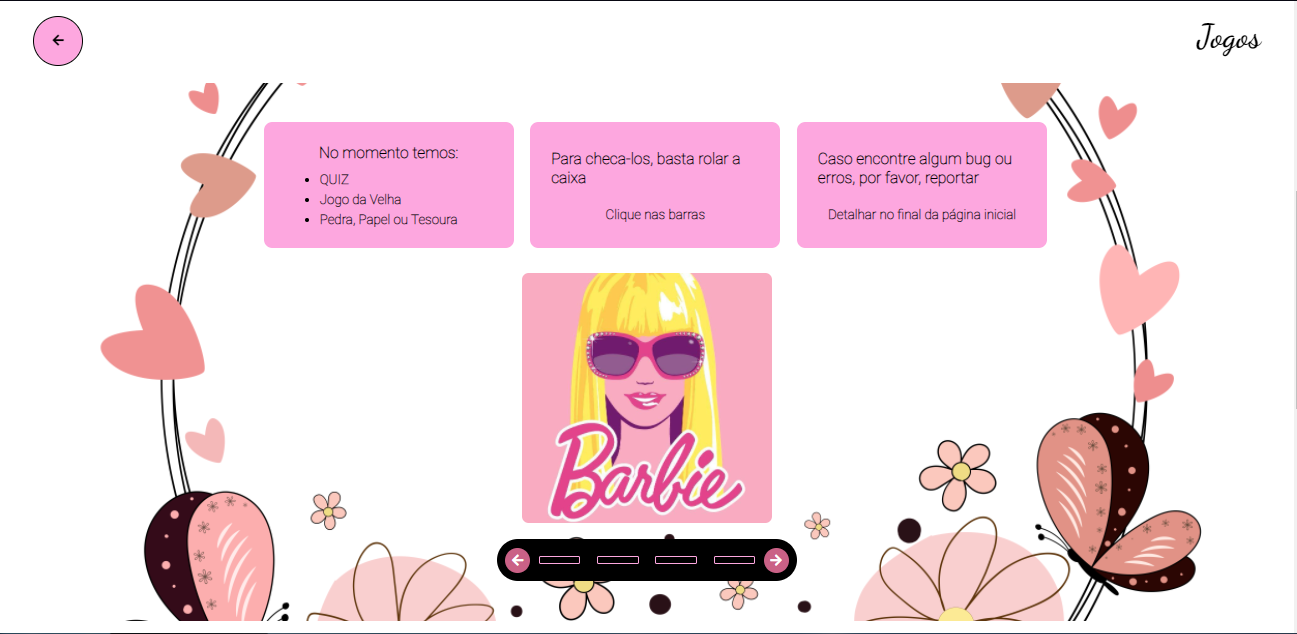 Jogos
No momento temos:
QUIZ
Jogo da Velha
Pedra, Papel ou Tesoura
Para checa-los, basta rolar a
caixa
Clique nas barras
Caso encontre algum bug ou
erros, por favor, reportar
Detalhar no final da página inicial
Barbie